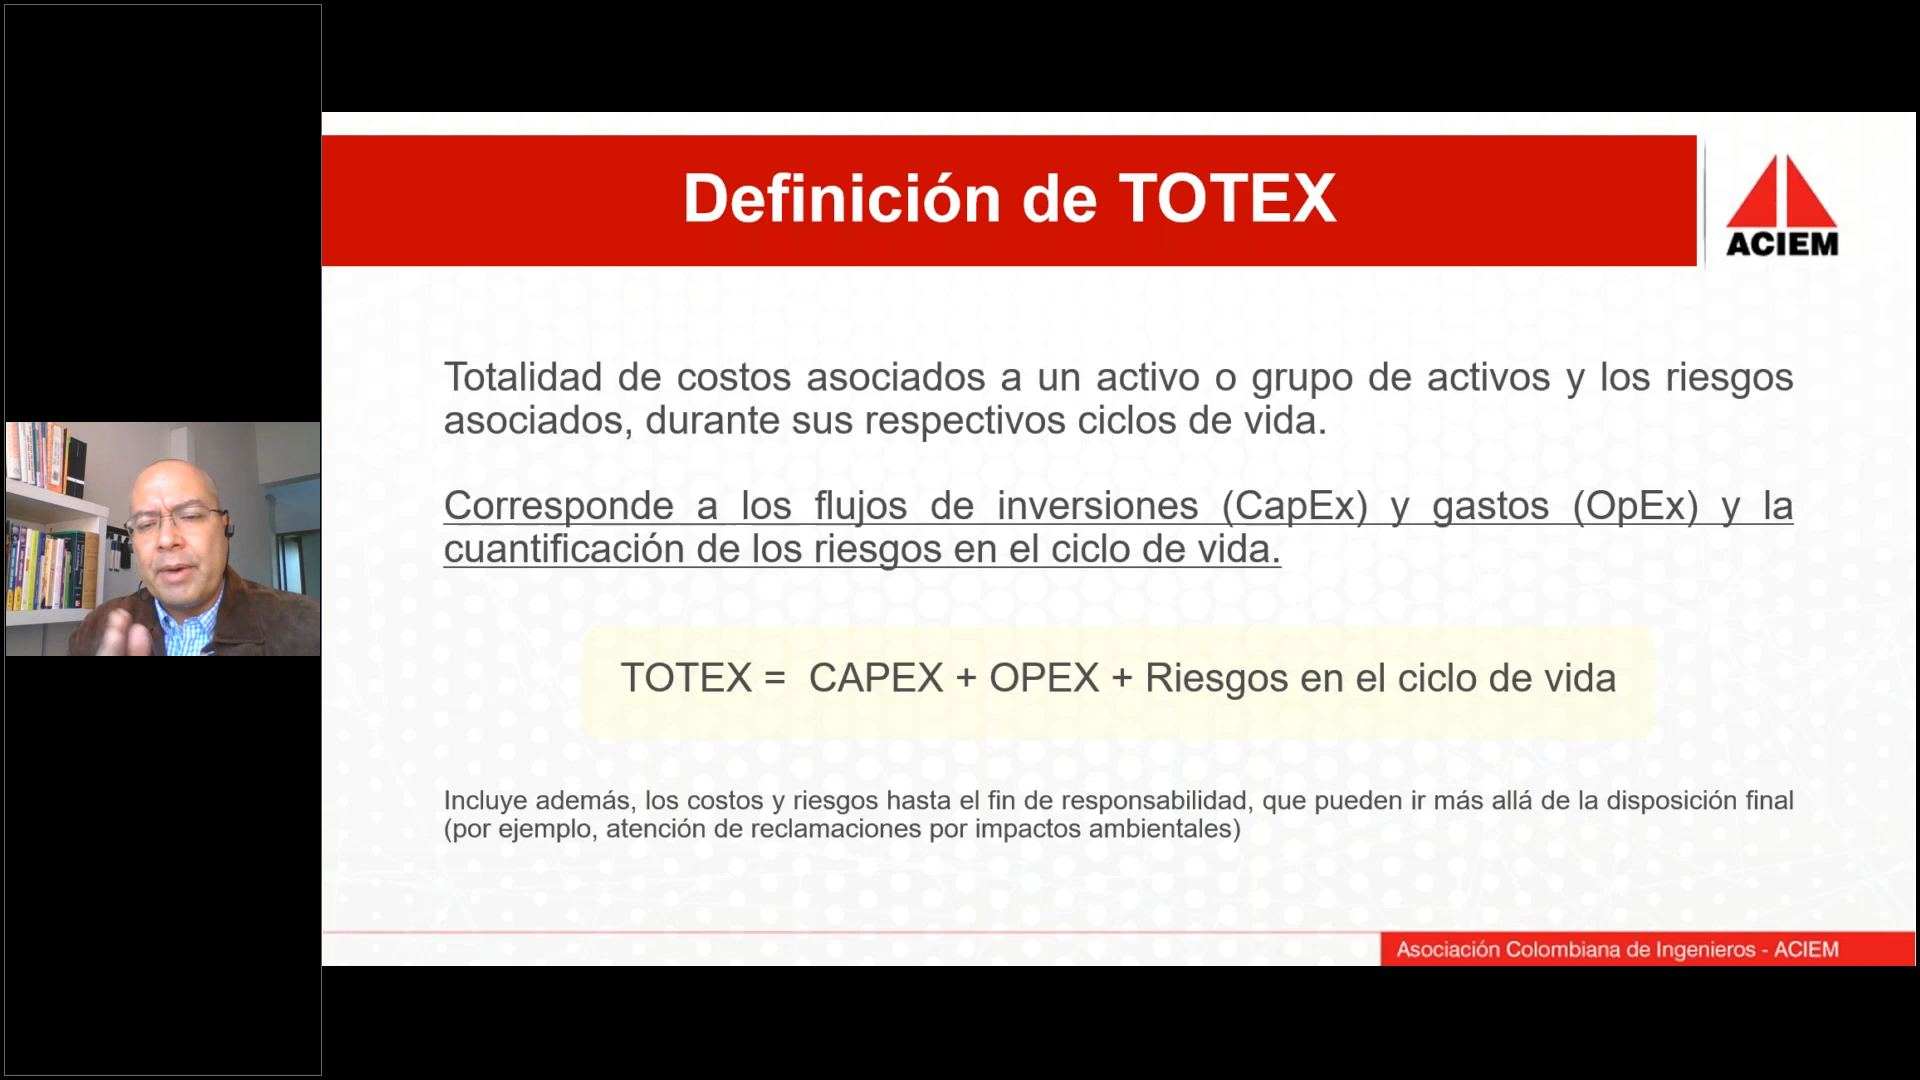 Definición de TOTEX
ACIEM
Totalidad de costos asociados a un activo o grupo de activos y los riesgos
asociados, durante sus respectivos ciclos de vida.
Corresponde a los flujos de inversiones (CapEx) y gastos (OpEx) y la
cuantificación de los riesgos en el ciclo de vida.
TOTEX = CAPEX + OPEX + Riesgos en el ciclo de vida
Incluye además, los costos y riesgos hasta el fin de responsabilidad, que pueden ir más allá de la disposición final
(por ejemplo, atención de reclamaciones por impactos ambientales)
Asociación Colombiana de Ingenieros - ACIEM